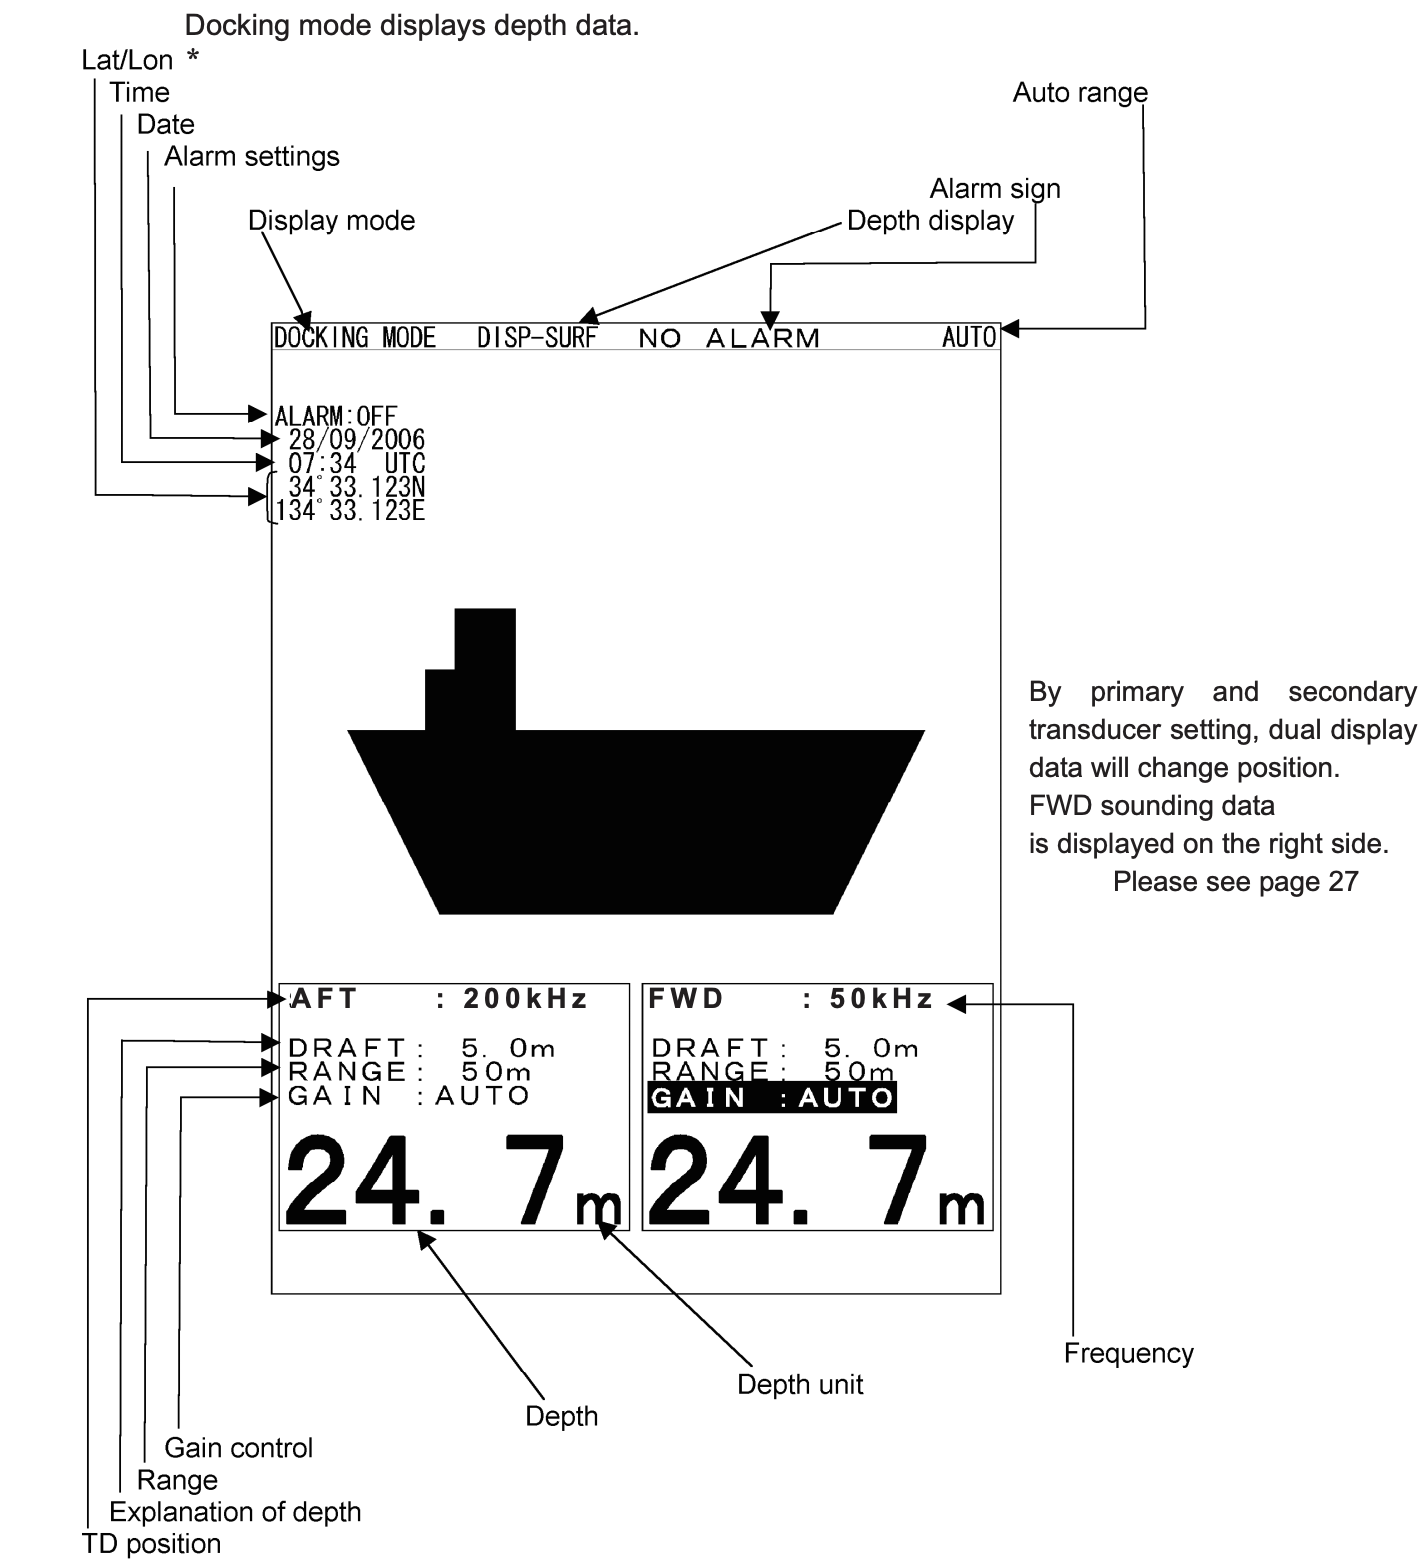 Docking mode displays depth data.
Lat/Lon *
Time
Date
Alarm settings
Display mode
Auto range
Alarm sign
Depth display
DOCKING MODE DISP-SURF NO ALARM AUTO
ALARM:OFF
28/09/2006
07:34 UTC
34°33.123N
134°33.123E
By primary and secondary
transducer setting, dual display
data will change position.
FWD sounding data
is displayed on the right side.
Please see page 27
AFT : 200kHz
DRAFT: 5. 0m
RANGE: 50m
GAIN :AUTO
24. 7m
FWD : 50kHz
DRAFT: 5. 0m
RANGE: 50m
GAIN :AUTO
24. 7m
Frequency
Depth unit
Depth
Gain control
Range
Explanation of depth
TD position